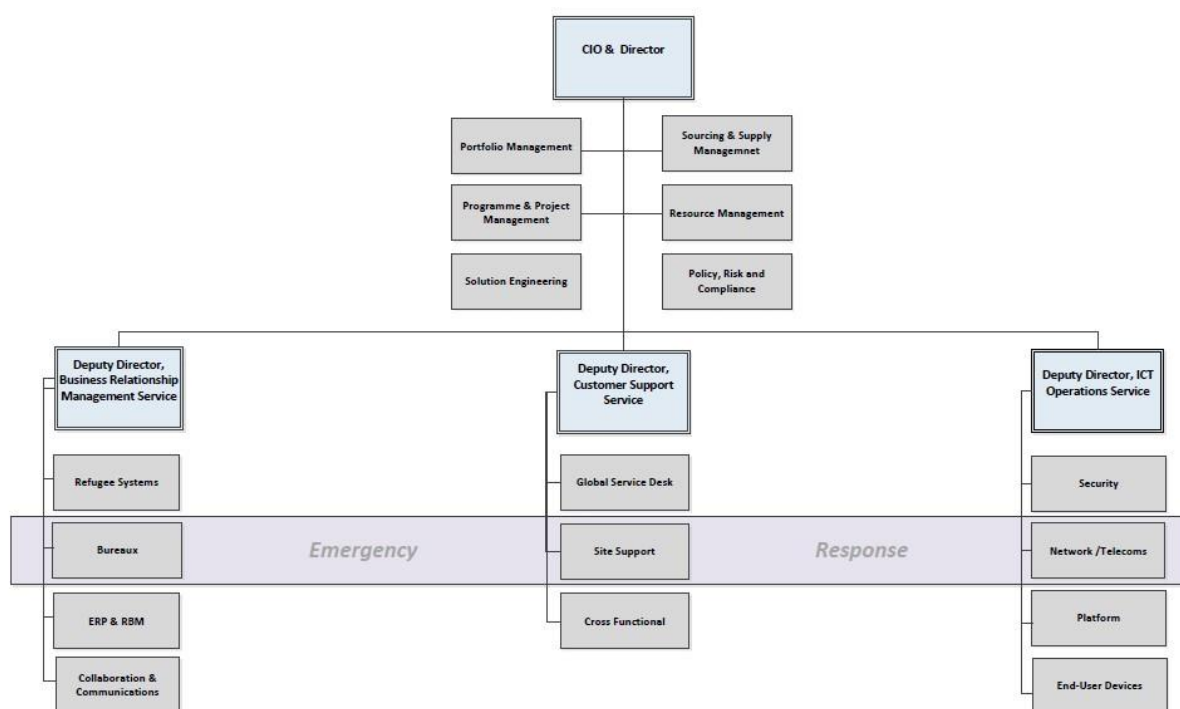 CIO & Director
Portfolio Management
Sourcing & Supply
Managemnet
Programme & Project
Management
Resource Management
Solution Engineering
Policy, Risk and
Compliance
Deputy Director,
Business Relationship
Management Service
Deputy Director,
Customer Support
Service
Deputy Director, ICT
Operations Service
Refugee Systems
Global Service Desk
Security
Bureaux
Emergency
Site Support
Response
Network /Telecoms
ERP & RBM
Cross Functional
Platform
Collaboration &
Communications
End-User Devices